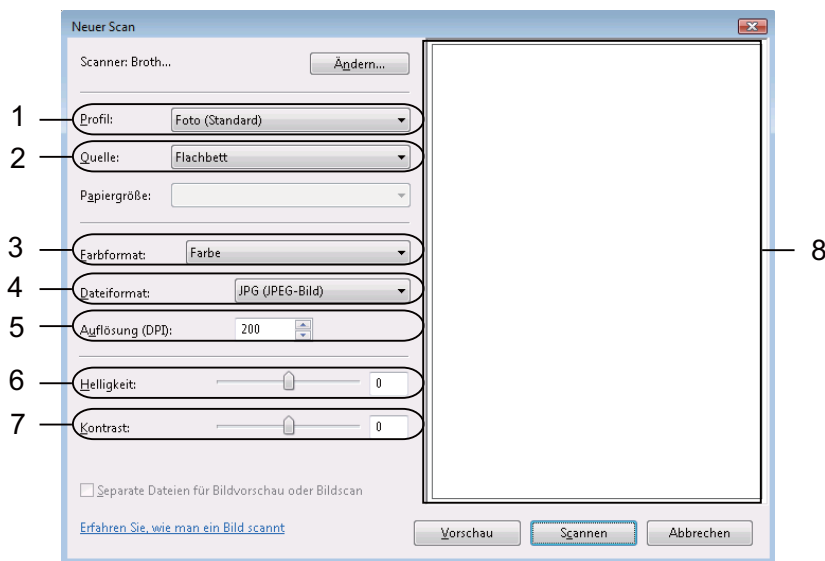 Neuer Scan
Scanner: Broth... Ändern...
1 Profil: Foto (Standard)
2 Quelle: Flachbett
Papiergröße:
3 Farbformat: Farbe
8
4 Dateiformat: JPG (JPEG-Bild)
5 Auflösung (DPI): 200
6 Helligkeit: 0
7 Kontrast: 0
Separate Dateien für Bildvorschau oder Bildscan
Erfahren Sie, wie man ein Bild scannt
Vorschau Scannen Abbrechen